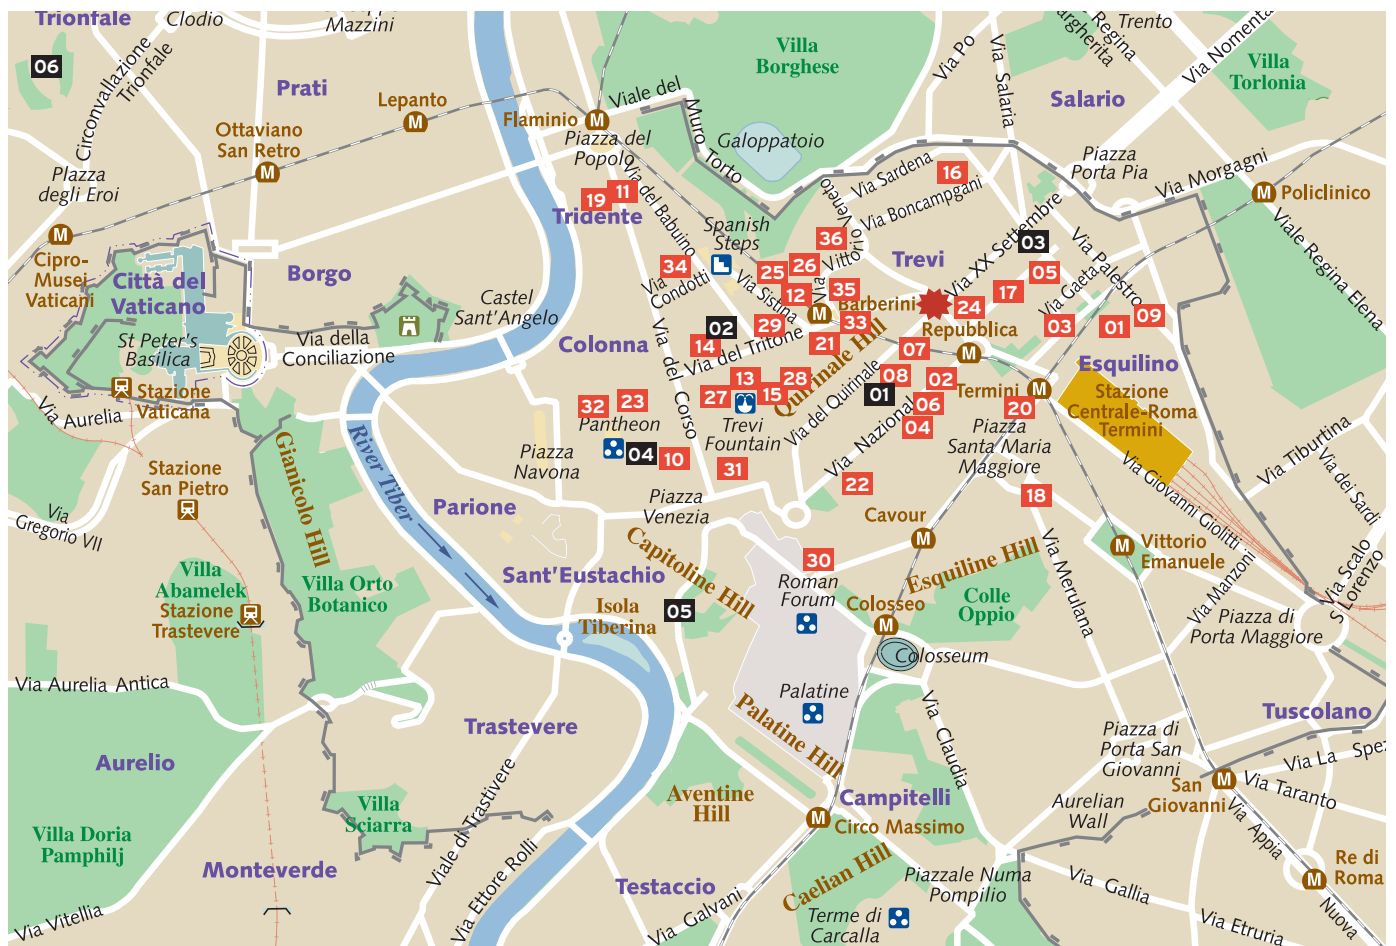 Trionfale
Clodio
Mazzini
06
Circonvallazione
Trionfale
Prati
Lepanto
M
Ottaviano
San Retro
M
Plazza
degli Eroi
M
Cipro-
Musei
Vaticani
Città del
Vaticano
Borgo
St Peter's
Basilica
Via della
Conciliazione
Castel
Sant'Angelo
Stazione
Vaticana
Via Aurelia
Flaminio
M
Viale del
Muro Torto
Piazza del
Popolo
Villa
Borghese
Galoppatoio
Via Po
Via Salaria
Regina
Margherita
Trento
Via Nomenta
Salario
Villa
Torlonia
Piazza
Porta Pia
Via Morgagni
M
Policlinico
Viale Regina Elena
19
11
Tridente
Via del Babuino
Spanish
Steps
34
Via
Condotti
Via Sistina
Via Sardena
16
Via Boncampgani
Via Vitto
rio Veneto
Trevi
Via XX Settembre
03
Via Palestro
05
Via Gaeta
17
24
03
01
09
36
26
25
12
35
Barberini
M
33
Repubblica
M
29
21
02
14
Via del Tritone
Colonna
Via del Corso
Quirinale Hill
07
08
02
01
06
04
Via del Quirinale
Via Nazional
13
28
27
15
Trevi
Fountain
32
23
Pantheon
04
10
31
22
Piazza
Navona
Piazza
Venezia
Termini
M
20
Piazza
Santa Maria
Maggiore
18
Esquilino
Stazione
Centrale-Roma
Termini
Via Giovanni Giolitti
Via Tiburtina
Via dei Sardi
Via Scalo
S Lorenzo
Stazione
San Pietro
Via
Gregorio VII
Gianicolo Hill
River Tiber
Parione
Sant'Eustachio
Capitoline Hill
Isola
Tiberina
05
Cavour
M
30
Roman
Forum
Esquiline Hill
Colosseo
M
Colosseum
Colle
Oppio
Via Merulana
M
Vittorio
Emanuele
Via Manzoni
Piazza di
Porta Maggiore
Villa
Abamelek
Stazione
Trastevere
Villa Orto
Botanico
Via Aurelia Antica
Trastevere
Palatine
Palatine Hill
Via Claudia
Tuscolano
Piazza di
Porta San
Giovanni
Via La Spez
M
San
Giovanni
Via Taranto
Via Appia
Nuova
Aurelio
Villa Doria
Pamphilj
Villa
Sciarra
Viale di Trastivere
Aventine
Hill
Campitelli
M
Circo Massimo
Aurelian
Wall
Re di
Roma
M
Monteverde
Via Vitellia
Via Ettore Rolli
Testaccio
Via Galvani
Caelian Hill
Piazzale Numa
Pompilio
Terme di
Carcalla
Via Gallia
Via Etruria